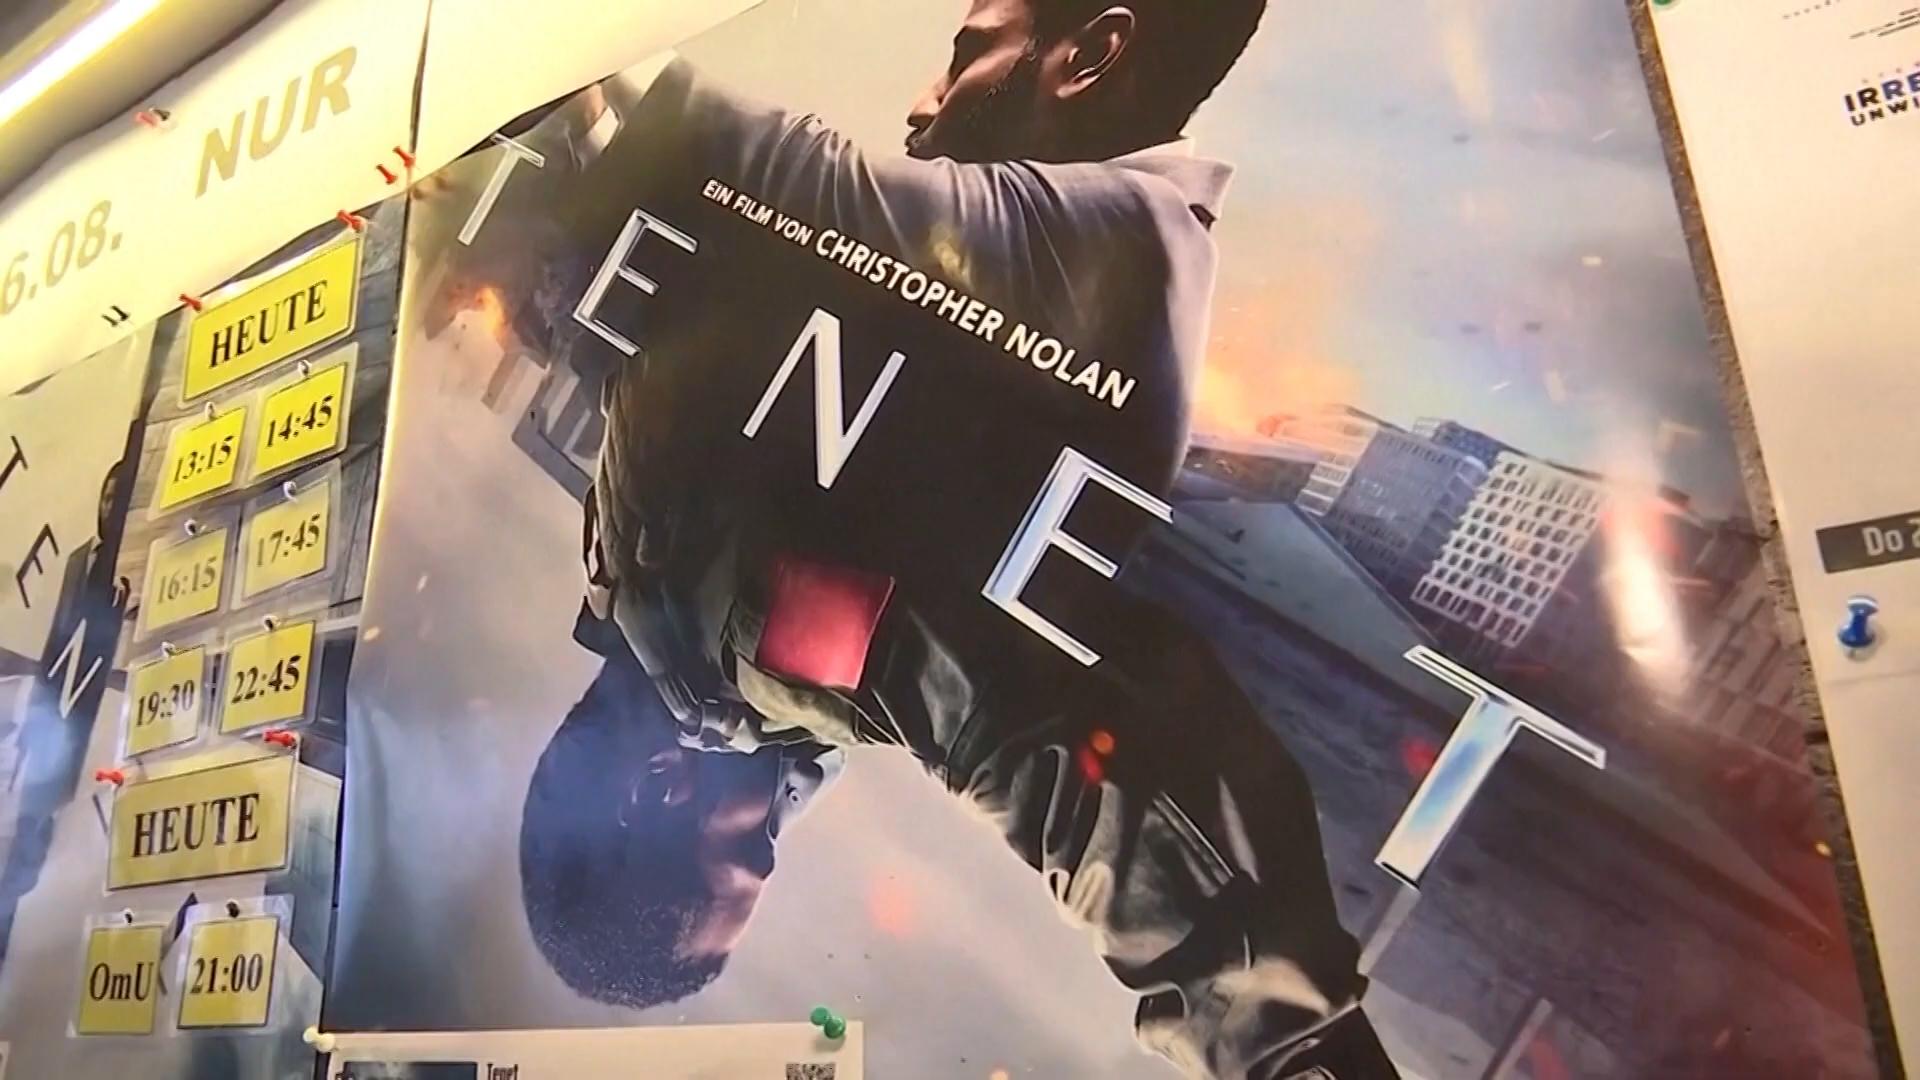 6.08. NUR
HEUTE
13:15 14:45
16:15 17:45
19:30 22:45
HEUTE
OmU 21:00
TEN
EIN FILM VON CHRISTOPHER NOLAN
TENET
Tenet
IRRE
UNWI
Do